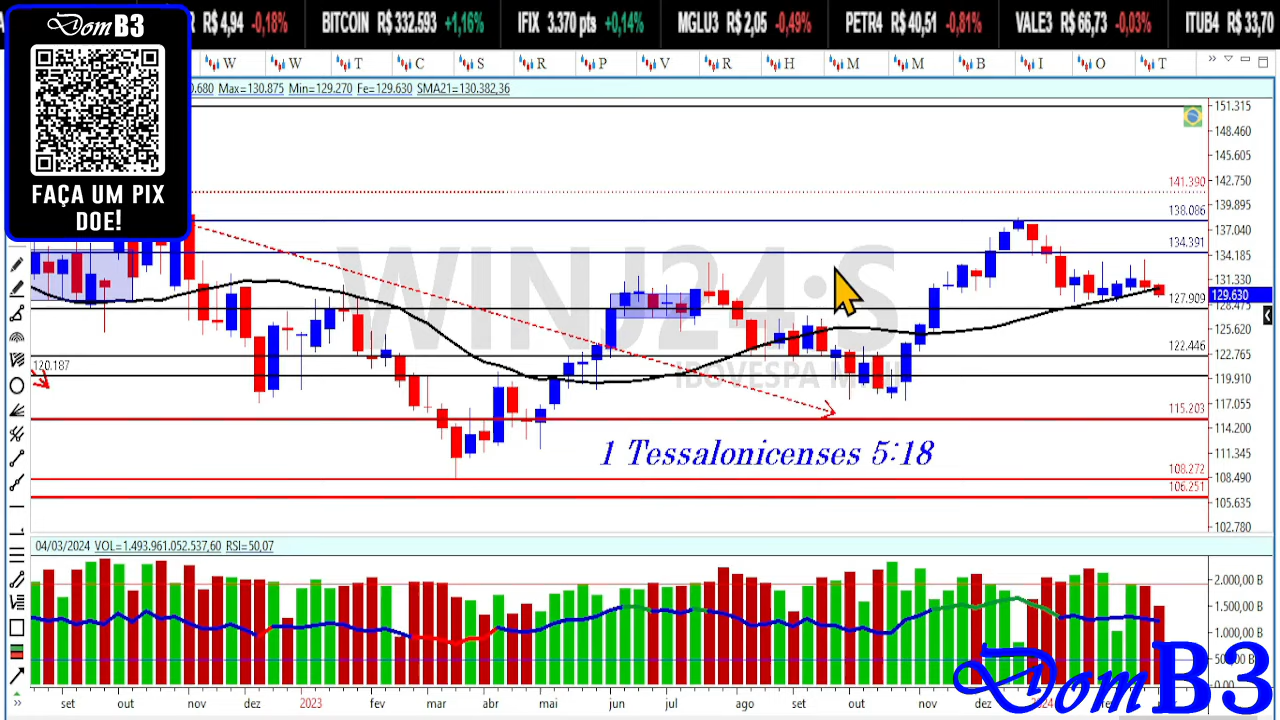 DomB3
R R$ 4,94 -0,18% BITCOIN R$ 332.593 +1,16% IFIX 3.370 pts +0,14% MGLU3 R$ 2,05 -0,49% PETR4 R$ 40,51 -0,81% VALE3 R$ 66,73 -0,03% ITUB4 R$ 33,70
W W T C S R P V R H M M B I O T
.680 Max=130.875 Min=129.270 Fe=129.630 SMA21=130.382,36
FAÇA UM PIX
DOE!
151.315
148.460
145.605
142.750
139.895
137.040
134.185
131.330
129.630
128.475
125.620
122.765
119.910
117.055
114.200
111.345
108.490
105.635
102.780
141.390
138.086
134.391
127.909
122.446
120.187
115.203
108.272
106.251
WINJ24:S
IBOVESPA MINI
1 Tessalonicenses 5:18
04/03/2024 VOL=1.493.961.052.537,60 RSI=50,07
2.000,00 B
1.500,00 B
1.000,00 B
500,00 B
0,00
set out nov dez 2023 fev mar abr mai jun jul ago set out nov dez 2024 fev
DomB3